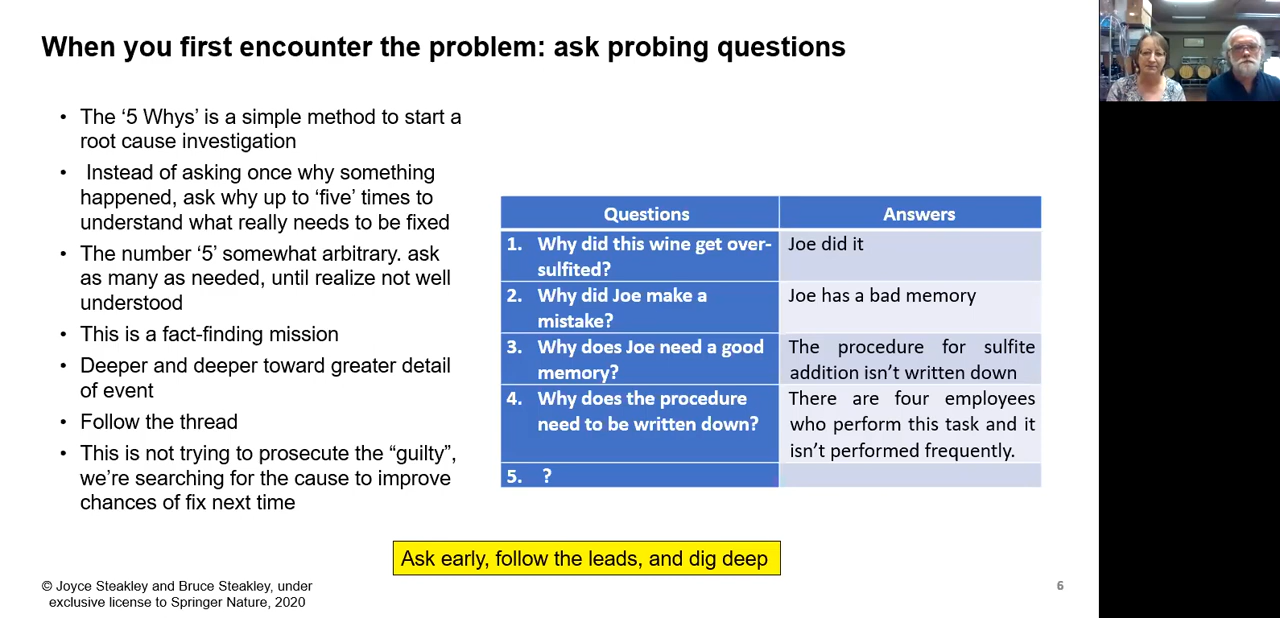 When you first encounter the problem: ask probing questions
• The ‘5 Whys’ is a simple method to start a
root cause investigation
• Instead of asking once why something
happened, ask why up to ‘five’ times to
understand what really needs to be fixed
• The number ‘5’ somewhat arbitrary. ask
as many as needed, until realize not well
understood
• This is a fact-finding mission
• Deeper and deeper toward greater detail
of event
• Follow the thread
• This is not trying to prosecute the “guilty”,
we’re searching for the cause to improve
chances of fix next time
Questions Answers
1. Why did this wine get over- Joe did it
sulfited?
2. Why did Joe make a Joe has a bad memory
mistake?
3. Why does Joe need a good The procedure for sulfite
memory? addition isn’t written down
4. Why does the procedure There are four employees
need to be written down? who perform this task and it
isn’t performed frequently.
5. ?
Ask early, follow the leads, and dig deep
© Joyce Steakley and Bruce Steakley, under
exclusive license to Springer Nature, 2020
6